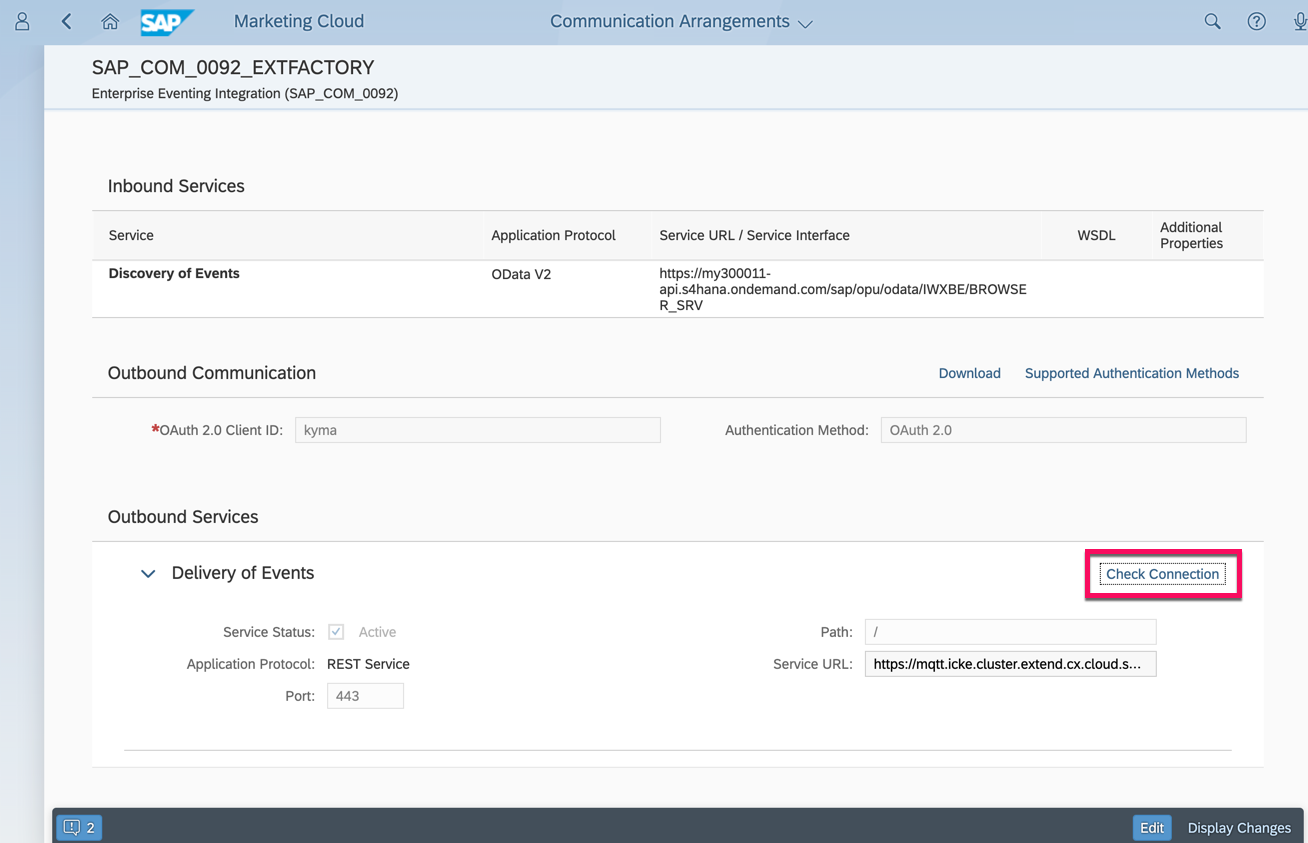 SAP Marketing Cloud Communication Arrangements
SAP_COM_0092_EXTFACTORY
Enterprise Eventing Integration (SAP_COM_0092)
Inbound Services
Service Application Protocol Service URL / Service Interface WSDL Additional
Properties
Discovery of Events OData V2 https://my300011-
api.s4hana.ondemand.com/sap/opu/odata/IWXBE/BROWSE
R_SRV
Outbound Communication Download Supported Authentication Methods
*OAuth 2.0 Client ID: kyma Authentication Method: OAuth 2.0
Outbound Services
Delivery of Events Check Connection
Service Status: Active Path: /
Application Protocol: REST Service Service URL: https://mqtt.icke.cluster.extend.cx.cloud.s...
Port: 443
2 Edit Display Changes